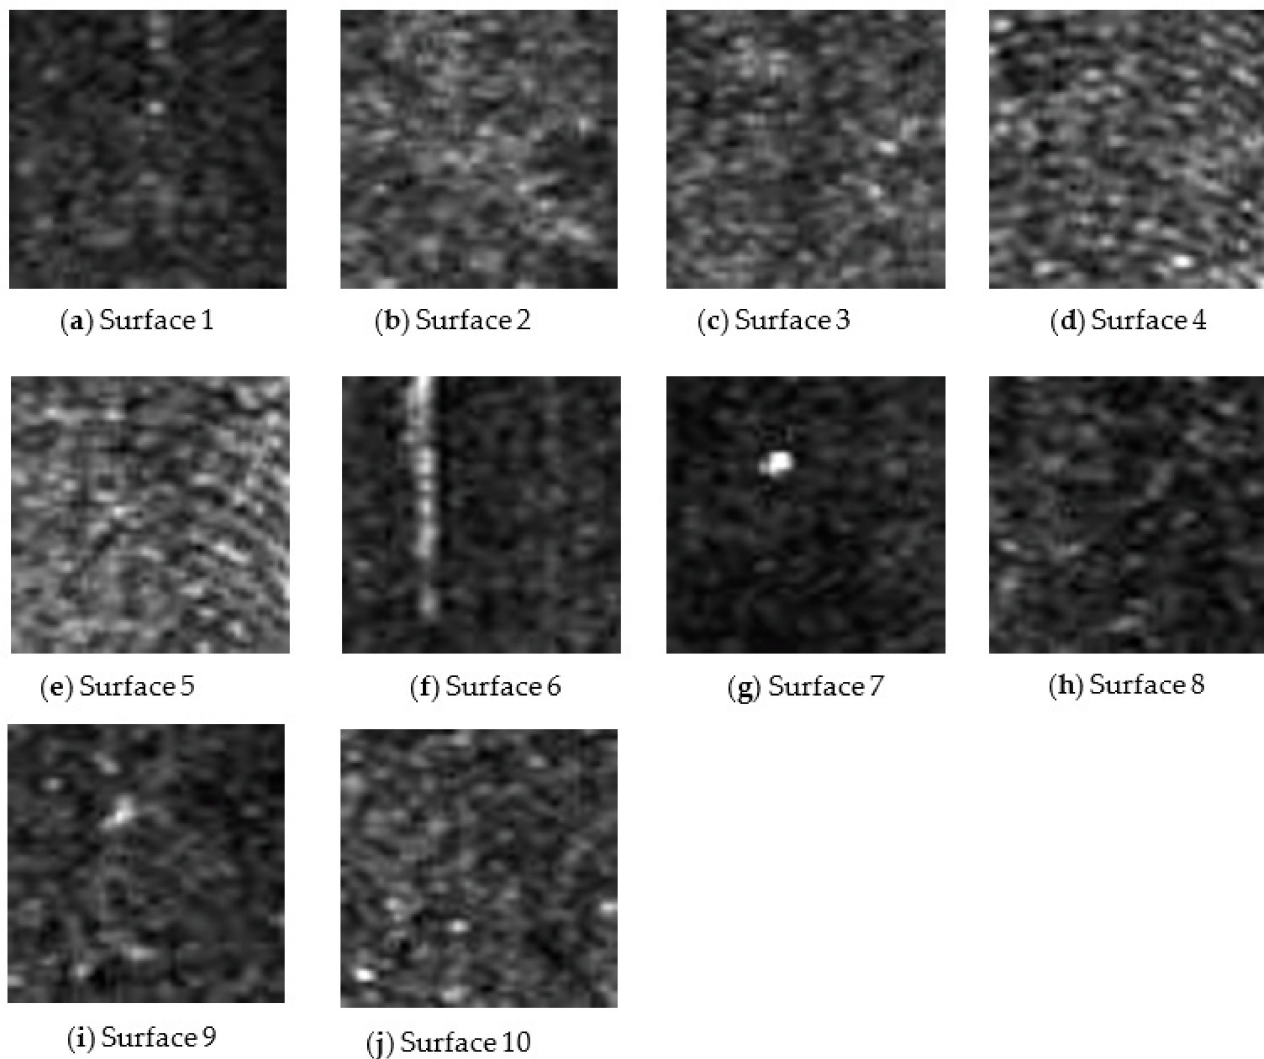 (a) Surface 1
(b) Surface 2
(c) Surface 3
(d) Surface 4
(e) Surface 5
(f) Surface 6
(g) Surface 7
(h) Surface 8
(i) Surface 9
(j) Surface 10